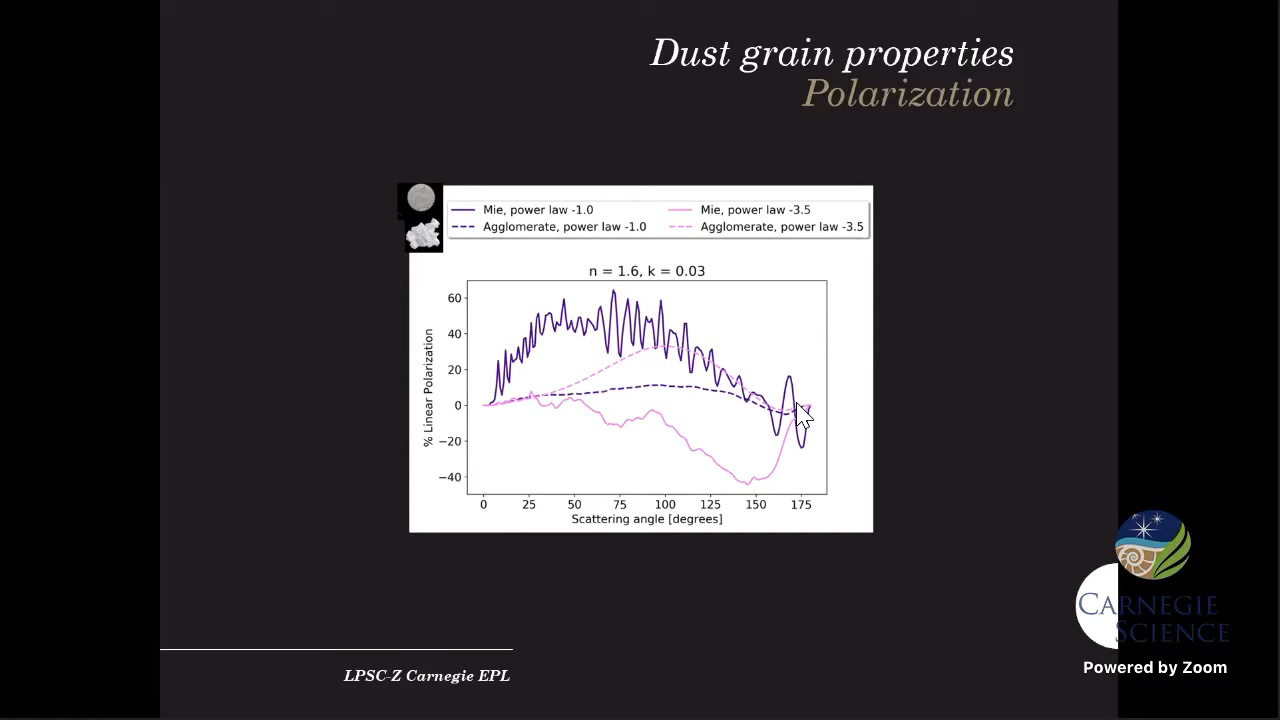 Dust grain properties
Polarization
Mie, power law -1.0
Mie, power law -3.5
Agglomerate, power law -1.0
Agglomerate, power law -3.5
n = 1.6, k = 0.03
% Linear Polarization
60
40
20
0
−20
−40
0 25 50 75 100 125 150 175
Scattering angle [degrees]
CARNEGIE
SCIENCE
Powered by Zoom
LPSC-Z Carnegie EPL